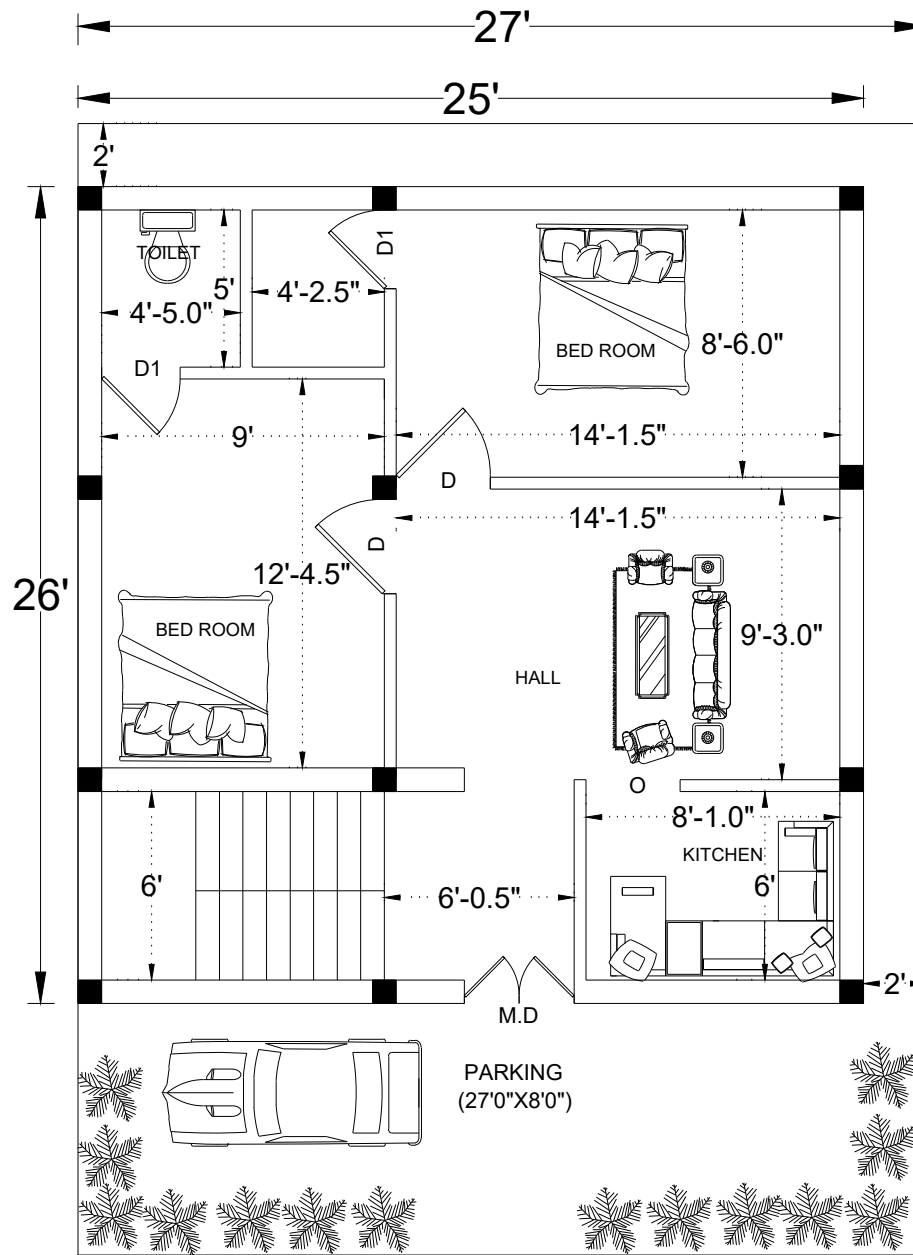 27'
25'
2'
TOILET
D1
5'
4'-2.5"
4'-5.0"
BED ROOM
8'-6.0"
D1
9'
14'-1.5"
D
14'-1.5"
D
12'-4.5"
26'
BED ROOM
9'-3.0"
HALL
O
8'-1.0"
KITCHEN
6'
6'-0.5"
6'
2'
M.D
PARKING
(27'0"X8'0")